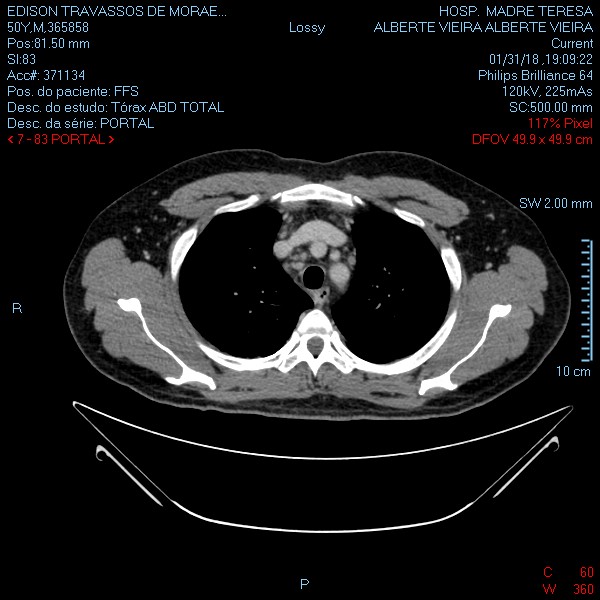 EDISON TRAVASSOS DE MORAE...
50Y,M,365858
Pos:81.50 mm
SI:83
Acc#: 371134
Pos. do paciente: FFS
Desc. do estudo: Tórax ABD TOTAL
Desc. da série: PORTAL
< 7 - 83 PORTAL >
Lossy
HOSP. MADRE TERESA
ALBERTE VIEIRA ALBERTE VIEIRA
Current
01/31/18 ,19:09:22
Philips Brilliance 64
120kV, 225mAs
SC:500.00 mm
117% Pixel
DFOV 49.9 x 49.9 cm
SW 2.00 mm
R
10 cm
P
C 60
W 360